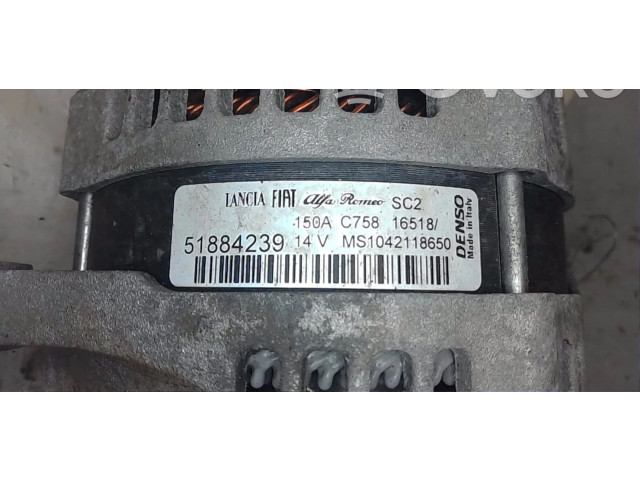 LANCIA FIAT Alfa Romeo SC2
150A C758 16518/
51884239 14 V MS1042118650
DENSO
Made in Italy